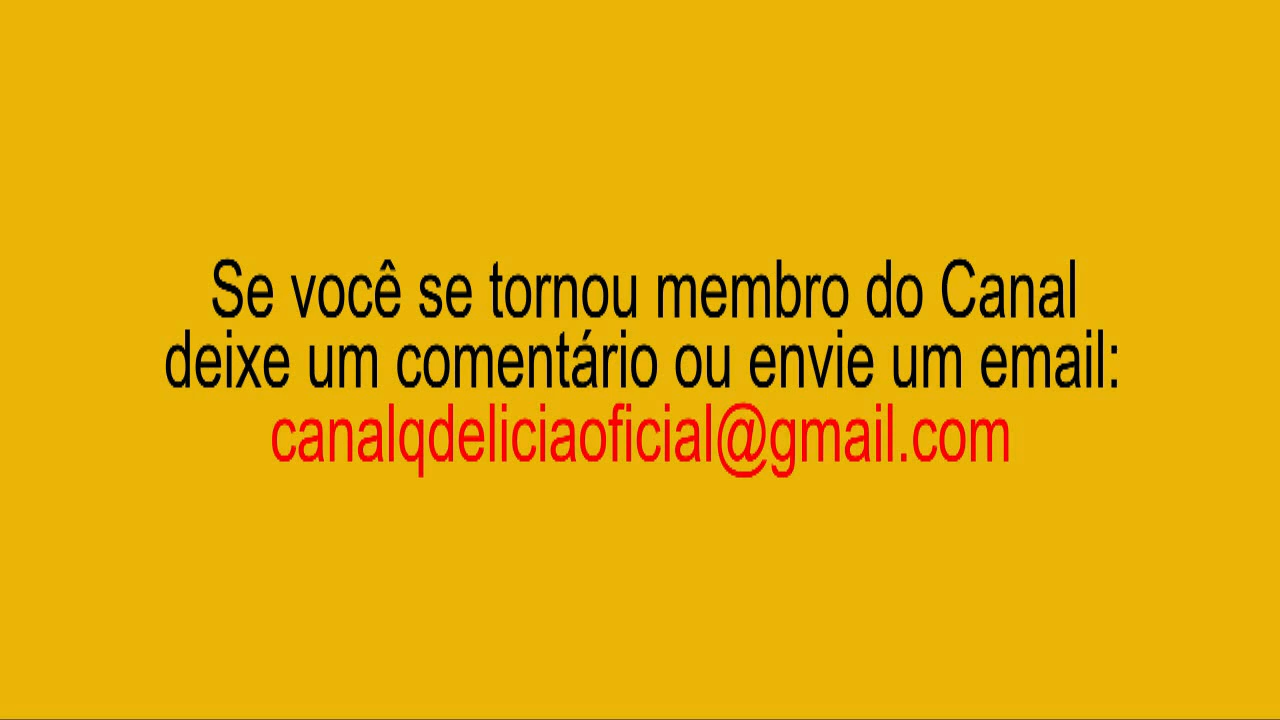 Se você se tornou membro do Canal
deixe um comentário ou envie um email:
canalqdeliciaoficial@gmail.com